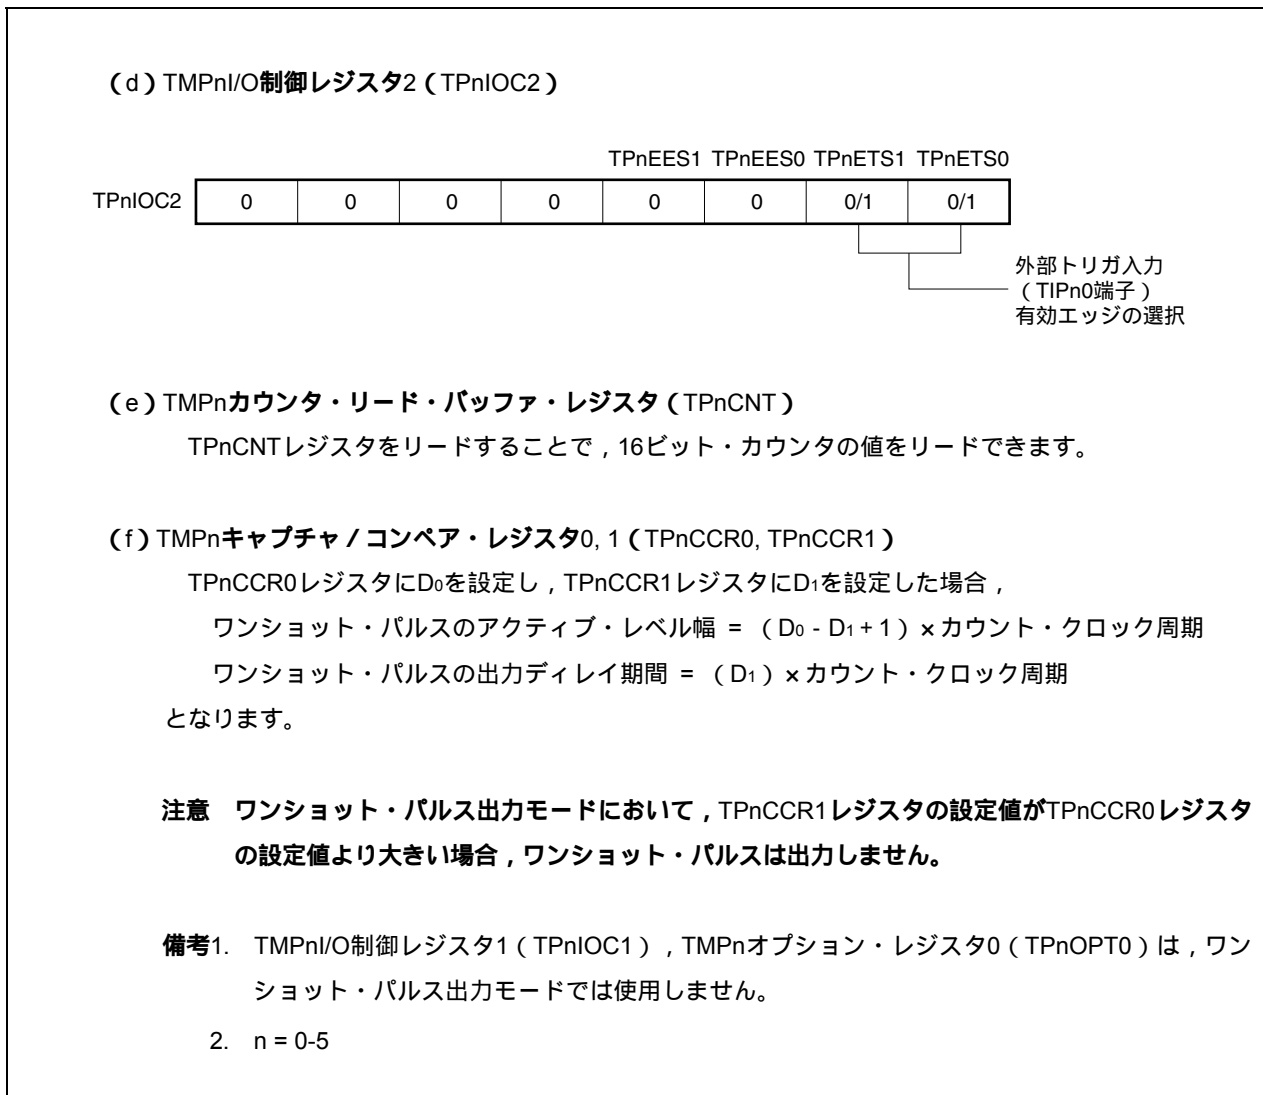 (d) TMPnI/O制御レジスタ2（TPnIOC2）
TPnEES1 TPnEES0 TPnETS1 TPnETS0
TPnIOC2 0 0 0 0 0 0 0/1 0/1
外部トリガ入力
（TIPn0端子）
有効エッジの選択
(e) TMPnカウンタ・リード・バッファ・レジスタ（TPnCNT）
TPnCNTレジスタをリードすることで，16ビット・カウンタの値をリードできます。
(f) TMPnキャプチャ／コンペア・レジスタ0, 1（TPnCCR0, TPnCCR1）
TPnCCR0レジスタにD0を設定し，TPnCCR1レジスタにD1を設定した場合，
ワンショット・パルスのアクティブ・レベル幅 = （D0 - D1 + 1）×カウント・クロック周期
ワンショット・パルスの出力ディレイ期間 = （D1）×カウント・クロック周期
となります。
注意 ワンショット・パルス出力モードにおいて，TPnCCR1レジスタの設定値がTPnCCR0レジスタ
の設定値より大きい場合，ワンショット・パルスは出力しません。
備考1. TMPnI/O制御レジスタ1（TPnIOC1），TMPnオプション・レジスタ0（TPnOPT0）は，ワン
ショット・パルス出力モードでは使用しません。
2. n = 0-5